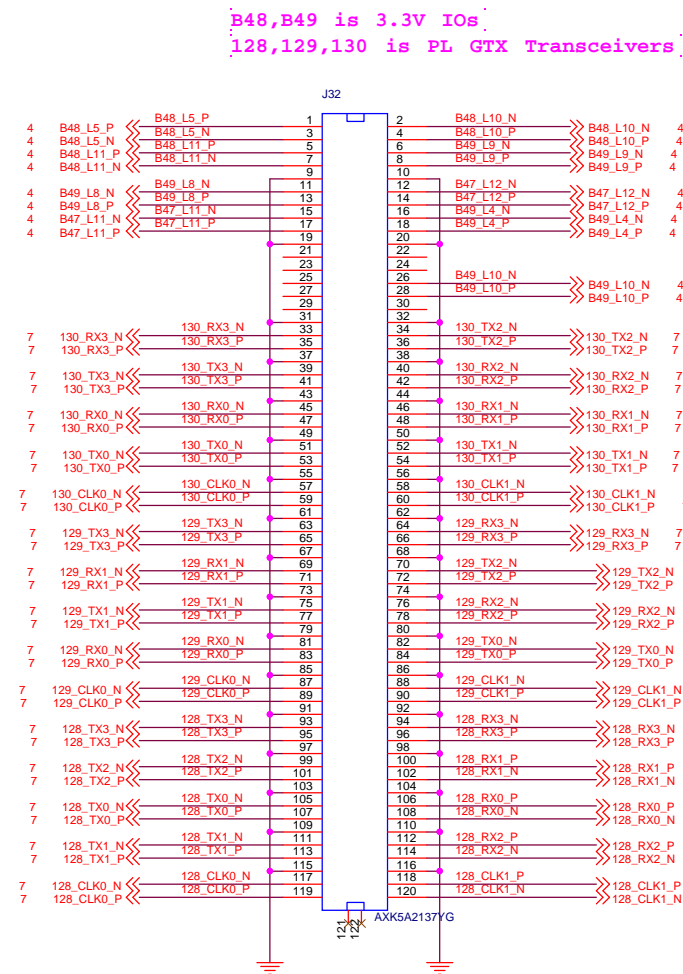 B48,B49 is 3.3V IOs
128,129,130 is PL GTX Transceivers
J32
4 B48_L5_P B48_L5_P 1 2 B48_L10_N B48_L10_N 4
4 B48_L5_N B48_L5_N 3 4 B48_L10_P B48_L10_P 4
4 B48_L11_P B48_L11_P 5 6 B49_L9_N B49_L9_N 4
4 B48_L11_N B48_L11_N 7 8 B49_L9_P B49_L9_P 4
9 10
4 B49_L8_N B49_L8_N 11 12 B47_L12_N B47_L12_N 4
4 B49_L8_P B49_L8_P 13 14 B47_L12_P B47_L12_P 4
4 B47_L11_N B47_L11_N 15 16 B49_L4_N B49_L4_N 4
4 B47_L11_P B47_L11_P 17 18 B49_L4_P B49_L4_P 4
19 20
21 22
23 24
25 26 B49_L10_N B49_L10_N 4
27 28 B49_L10_P B49_L10_P 4
29 30
31 32
7 130_RX3_N 130_RX3_N 33 34 130_TX2_N 130_TX2_N 7
7 130_RX3_P 130_RX3_P 35 36 130_TX2_P 130_TX2_P 7
37 38
7 130_TX3_N 130_TX3_N 39 40 130_RX2_N 130_RX2_N 7
7 130_TX3_P 130_TX3_P 41 42 130_RX2_P 130_RX2_P 7
43 44
7 130_RX0_N 130_RX0_N 45 46 130_RX1_N 130_RX1_N 7
7 130_RX0_P 130_RX0_P 47 48 130_RX1_P 130_RX1_P 7
49 50
7 130_TX0_N 130_TX0_N 51 52 130_TX1_N 130_TX1_N 7
7 130_TX0_P 130_TX0_P 53 54 130_TX1_P 130_TX1_P 7
55 56
7 130_CLK0_N 130_CLK0_N 57 58 130_CLK1_N 130_CLK1_N
7 130_CLK0_P 130_CLK0_P 59 60 130_CLK1_P 130_CLK1_P
61 62
7 129_TX3_N 129_TX3_N 63 64 129_RX3_N 129_RX3_N 7
7 129_TX3_P 129_TX3_P 65 66 129_RX3_P 129_RX3_P 7
67 68
7 129_RX1_N 129_RX1_N 69 70 129_TX2_N 129_TX2_N
7 129_RX1_P 129_RX1_P 71 72 129_TX2_P 129_TX2_P
73 74
7 129_TX1_N 129_TX1_N 75 76 129_RX2_N 129_RX2_N
7 129_TX1_P 129_TX1_P 77 78 129_RX2_P 129_RX2_P
79 80
7 129_RX0_N 129_RX0_N 81 82 129_TX0_N 129_TX0_N
7 129_RX0_P 129_RX0_P 83 84 129_TX0_P 129_TX0_P
85 86
7 129_CLK0_N 129_CLK0_N 87 88 129_CLK1_N 129_CLK1_N
7 129_CLK0_P 129_CLK0_P 89 90 129_CLK1_P 129_CLK1_P
91 92
7 128_TX3_N 128_TX3_N 93 94 128_RX3_N 128_RX3_N
7 128_TX3_P 128_TX3_P 95 96 128_RX3_P 128_RX3_P
97 98
7 128_TX2_N 128_TX2_N 99 100 128_RX1_P 128_RX1_P
7 128_TX2_P 128_TX2_P 101 102 128_RX1_N 128_RX1_N
103 104
7 128_TX0_N 128_TX0_N 105 106 128_RX0_P 128_RX0_P
7 128_TX0_P 128_TX0_P 107 108 128_RX0_N 128_RX0_N
109 110
7 128_TX1_N 128_TX1_N 111 112 128_RX2_P 128_RX2_P
7 128_TX1_P 128_TX1_P 113 114 128_RX2_N 128_RX2_N
115 116
7 128_CLK0_N 128_CLK0_N 117 118 128_CLK1_P 128_CLK1_P
7 128_CLK0_P 128_CLK0_P 119 120 128_CLK1_N 128_CLK1_N
121 122 AXK5A2137YG